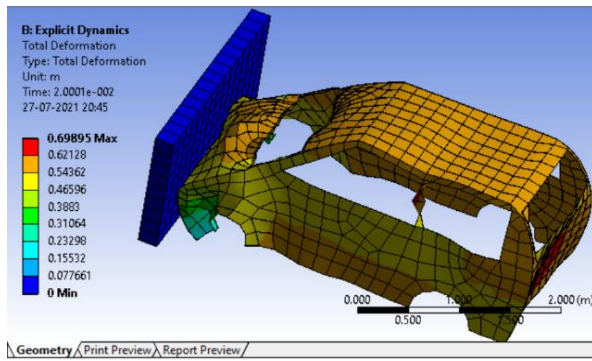 B: Explicit Dynamics
Total Deformation
Type: Total Deformation
Unit: m
Time: 2.0001e-002
27-07-2021 20:45
0.69895 Max
0.62128
0.54362
0.46596
0.3883
0.31064
0.23298
0.15532
0.077661
0 Min
0.000 1.000 2.000 (m)
0.500 1.500
Geometry Print Preview Report Preview